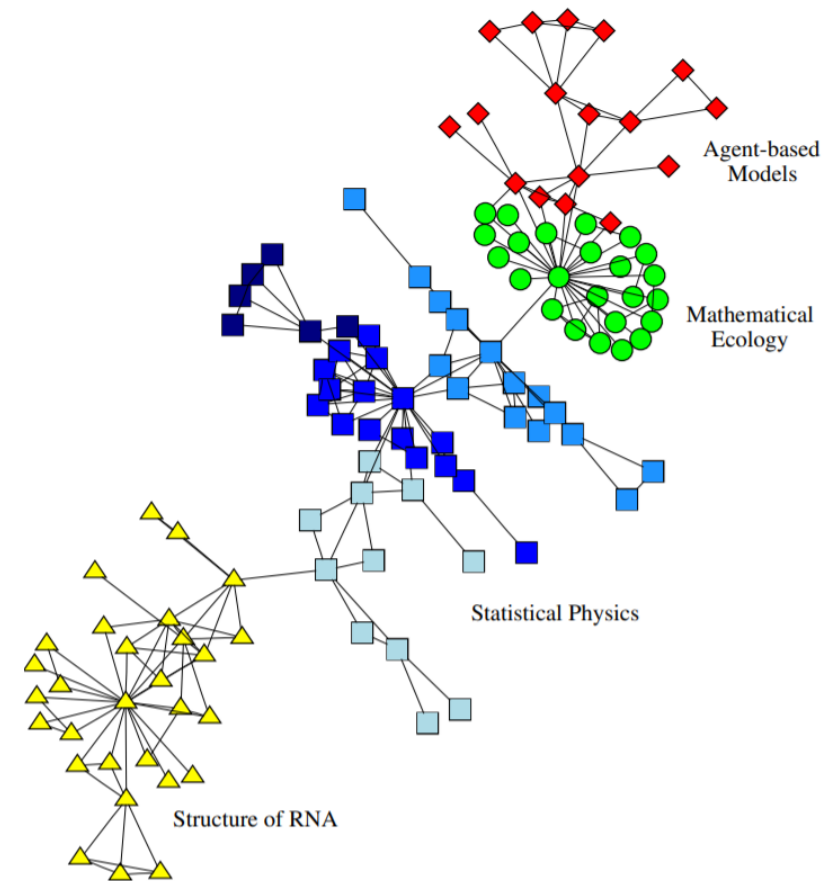 Agent-based
Models
Mathematical
Ecology
Statistical Physics
Structure of RNA